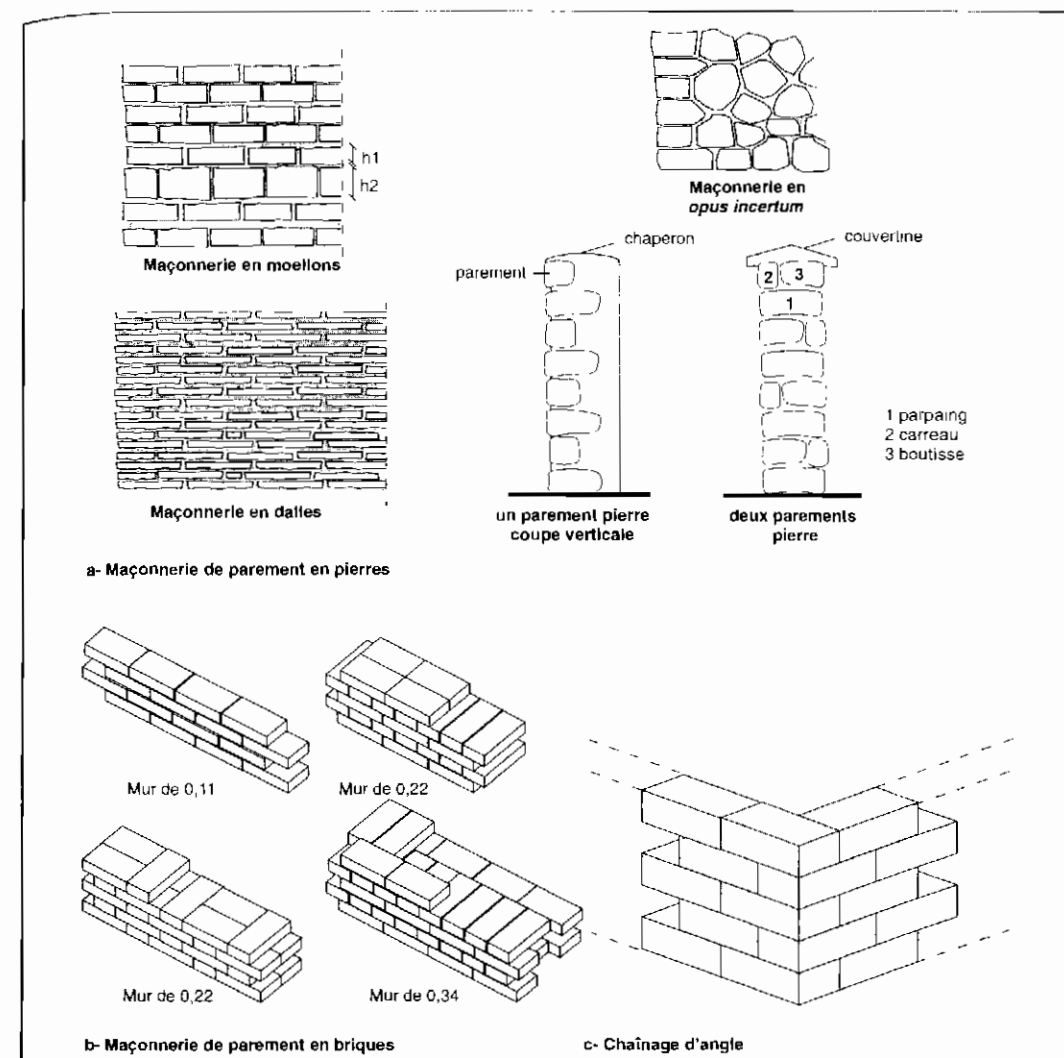 h1
h2
Maçonnerie en moellons
Maçonnerie en
opus incertum
chaperon
parement
couvertine
2
3
1
1 parpaing
2 carreau
3 boutisse
Maçonnerie en dalles
un parement pierre
coupe verticale
deux parements
pierre
a- Maçonnerie de parement en pierres
Mur de 0,11
Mur de 0,22
Mur de 0,22
Mur de 0,34
b- Maçonnerie de parement en briques
c- Chaînage d'angle